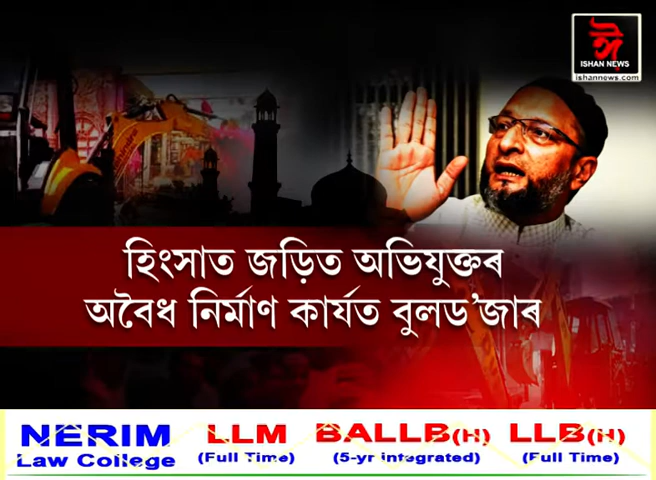 ঈ
ISHAN NEWS
ishannews.com
হিংসাত জড়িত অভিযুক্তৰ
অবৈধ নিৰ্মাণ কাৰ্যত বুলড'জাৰ
NERIM LLM BALLB(H) LLB(H)
Law College (Full Time) (5-yr integrated) (Full Time)